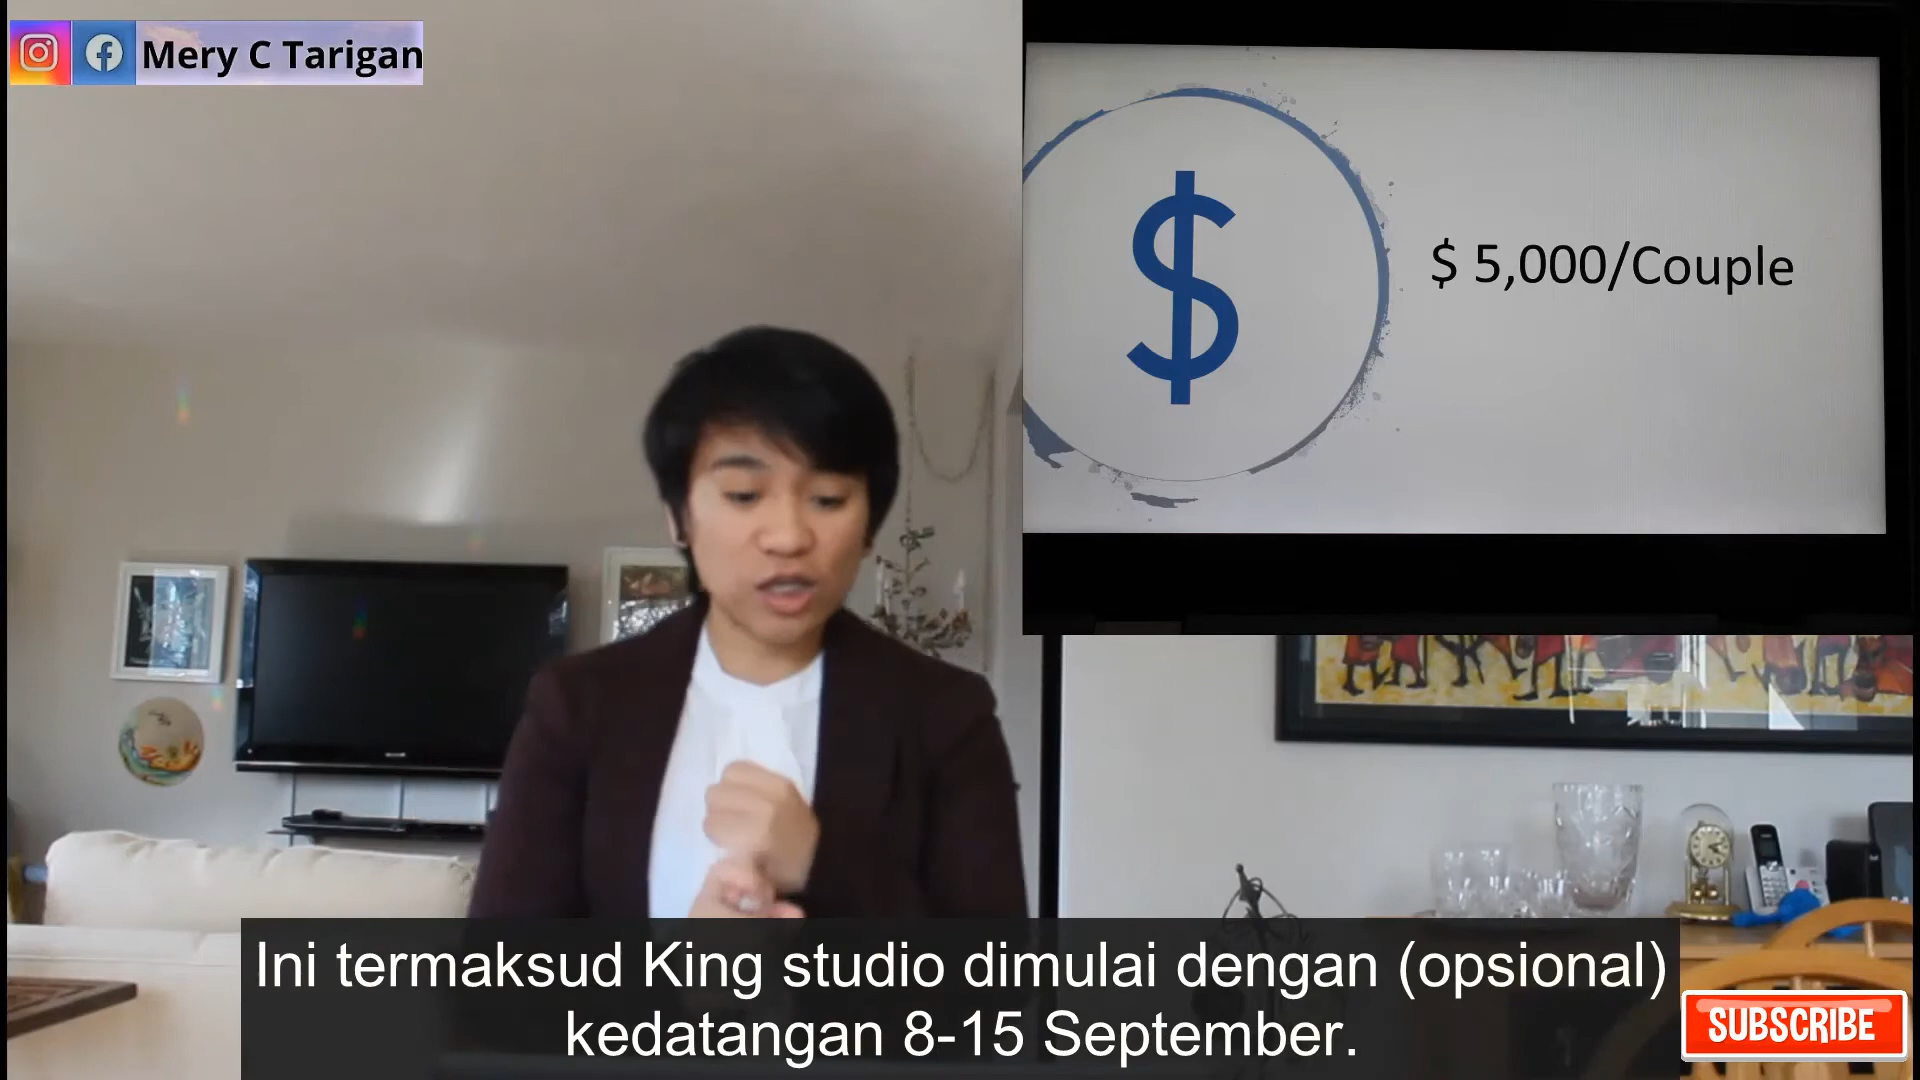 Mery C Tarigan
$
$ 5,000/Couple
Ini termaksud King studio dimulai dengan (opsional)
kedatangan 8-15 September.
SUBSCRIBE